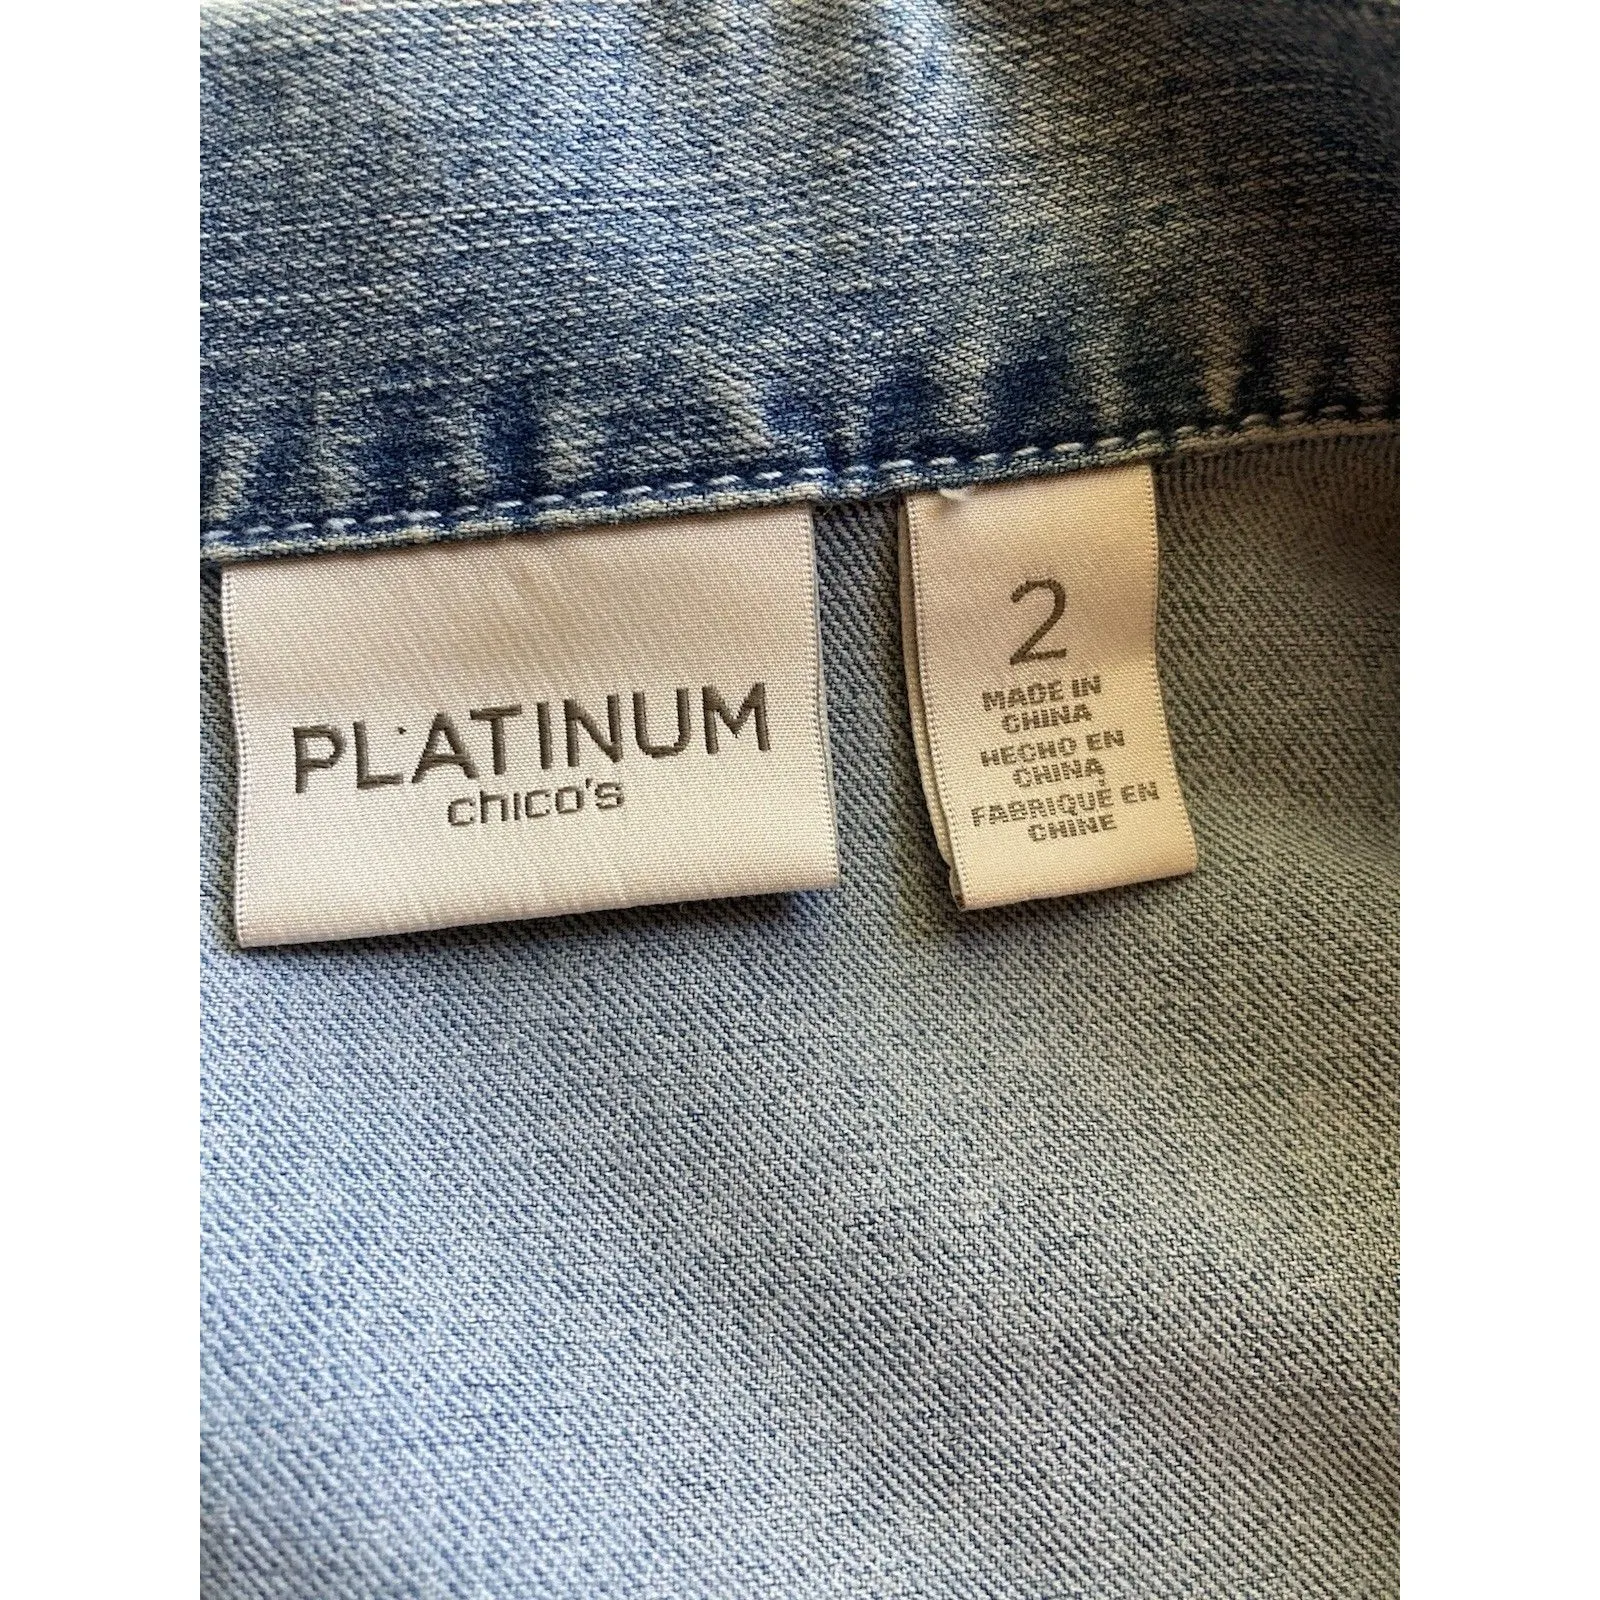 PLATINUM
chico's
2
MADE IN
CHINA
HECHO EN
CHINA
FABRIQUÉ EN
CHINE